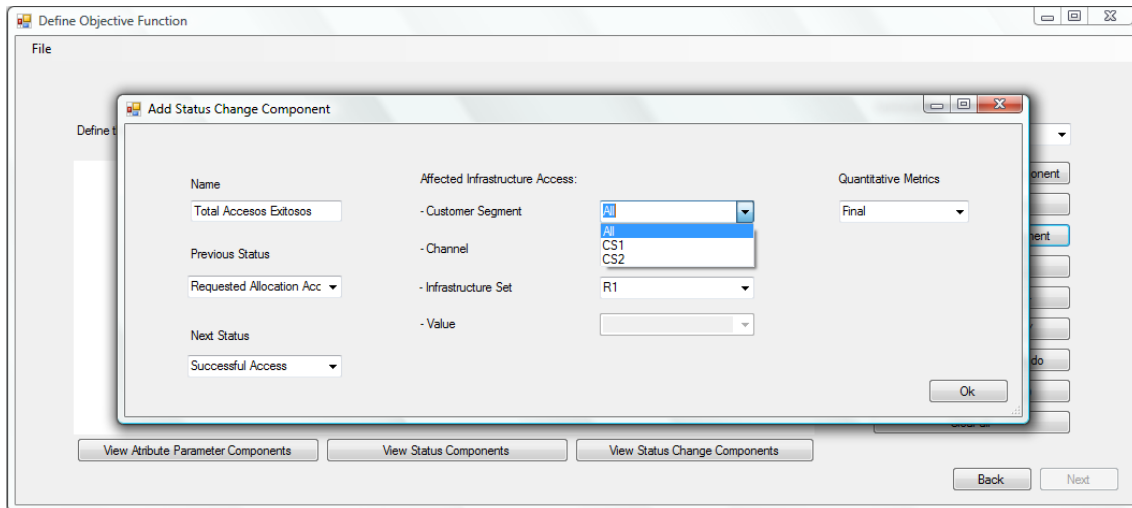 Define Objective Function
File
Add Status Change Component
Define t
Name
Affected Infrastructure Access:
Quantitative Metrics
onent
Total Accesos Exitosos
- Customer Segment
All
Final
All
CS1
CS2
Previous Status
- Channel
nent
Requested Allocation Acc
- Infrastructure Set
R1
Next Status
- Value
Successful Access
do
Ok
View Atribute Parameter Components
View Status Components
View Status Change Components
Back
Next